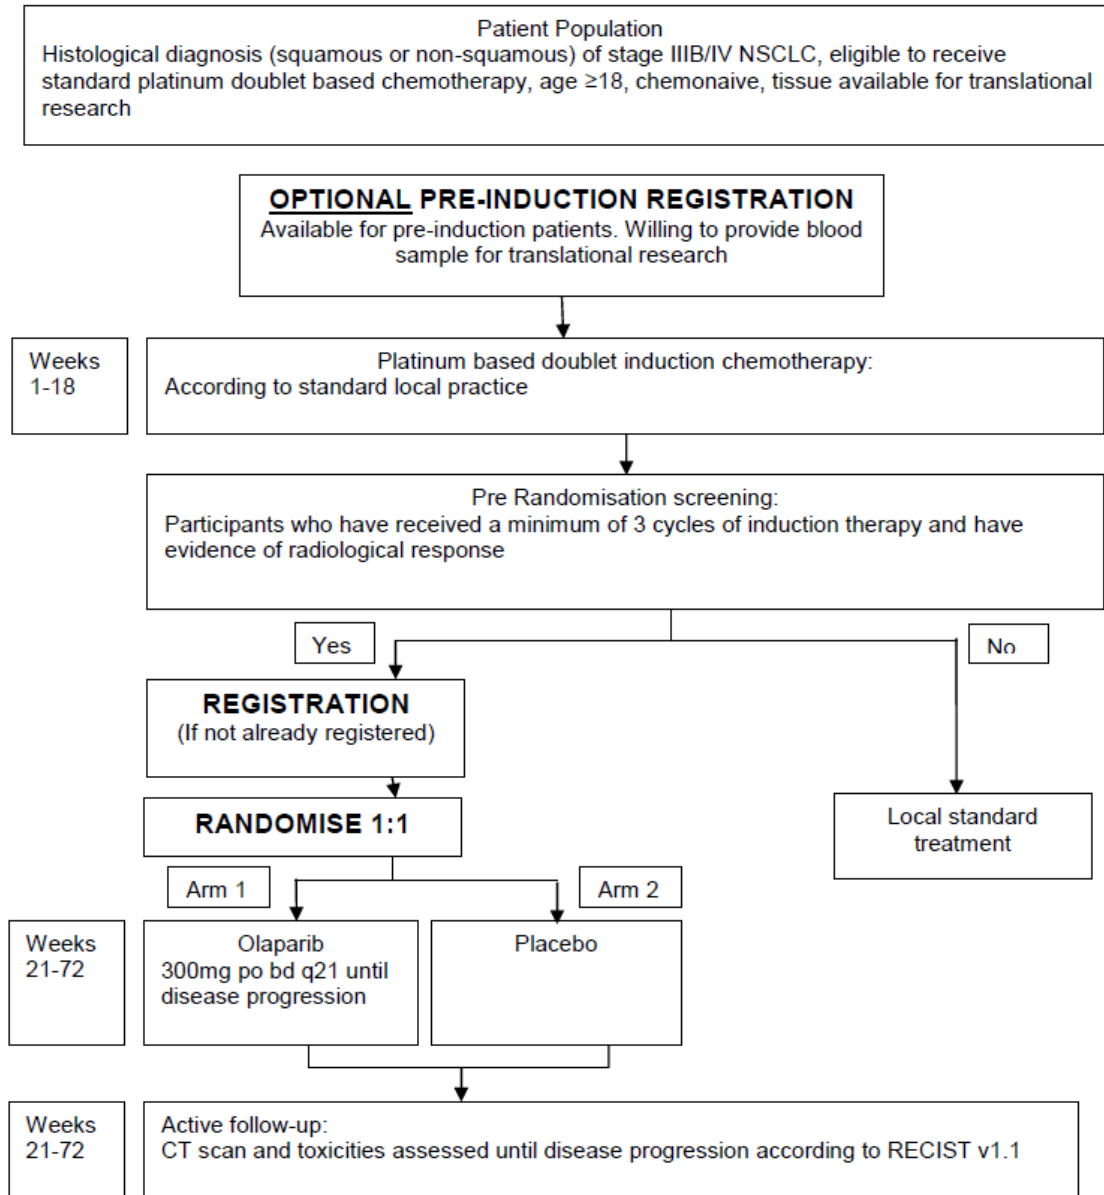 Patient Population
Histological diagnosis (squamous or non-squamous) of stage IIIB/IV NSCLC, eligible to receive
standard platinum doublet based chemotherapy, age ≥18, chemonaive, tissue available for translational
research
OPTIONAL PRE-INDUCTION REGISTRATION
Available for pre-induction patients. Willing to provide blood
sample for translational research
Weeks
1-18
Platinum based doublet induction chemotherapy:
According to standard local practice
Pre Randomisation screening:
Participants who have received a minimum of 3 cycles of induction therapy and have
evidence of radiological response
Yes
No
REGISTRATION
(If not already registered)
RANDOMISE 1:1
Local standard
treatment
Arm 1
Arm 2
Weeks
21-72
Olaparib
300mg po bd q21 until
disease progression
Placebo
Weeks
21-72
Active follow-up:
CT scan and toxicities assessed until disease progression according to RECIST v1.1